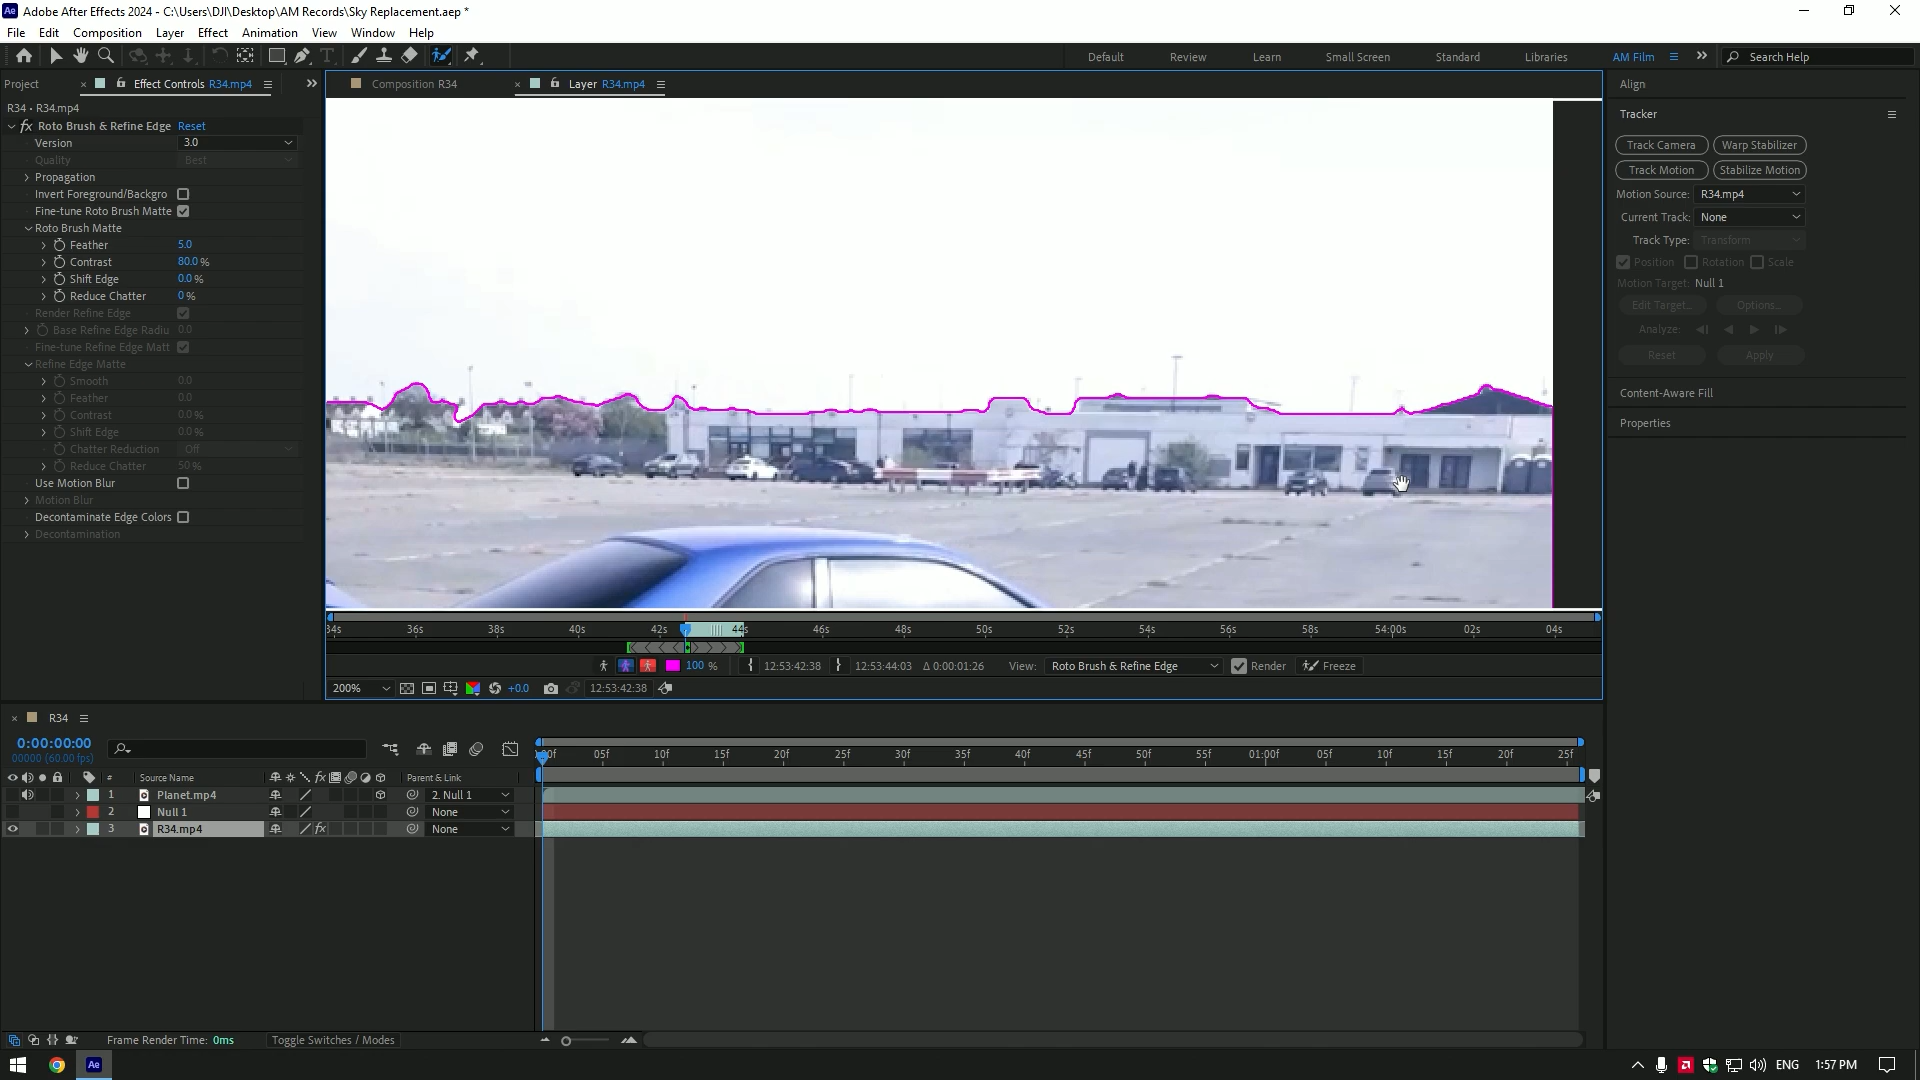 Adobe After Effects 2024 - C:\Users\DJI\Desktop\AM Records\Sky Replacement.aep *
File Edit Composition Layer Effect Animation View Window Help
Default Review Learn Small Screen Standard Libraries AM Film Search Help
Project Effect Controls R34.mp4
Composition R34
Layer R34.mp4
R34 • R34.mp4
fx Roto Brush & Refine Edge Reset
Version 3.0
Quality Best
Propagation
Invert Foreground/Backgro
Fine-tune Roto Brush Matte
Roto Brush Matte
Feather 5.0
Contrast 80.0 %
Shift Edge 0.0 %
Reduce Chatter 0 %
Render Refine Edge
Base Refine Edge Radiu 0.0
Fine-tune Refine Edge Matt
Refine Edge Matte
Smooth 0.0
Feather 0.0
Contrast 0.0 %
Shift Edge 0.0 %
Chatter Reduction Off
Reduce Chatter 50 %
Use Motion Blur
Motion Blur
Decontaminate Edge Colors
Decontamination
Align
Tracker
Track Camera Warp Stabilizer
Track Motion Stabilize Motion
Motion Source: R34.mp4
Current Track: None
Track Type: Transform
Position Rotation Scale
Motion Target: Null 1
Edit Target... Options...
Analyze:
Reset Apply
Content-Aware Fill
Properties
34s 36s 38s 40s 42s 44s 46s 48s 50s 52s 54s 56s 58s 54:00s 02s 04s
100 % 12:53:42:38 12:53:44:03 Δ 0:00:01:26 View: Roto Brush & Refine Edge Render Freeze
200% +0.0 12:53:42:38
R34
0:00:00:00
00000 (60.00 fps)
:00f 05f 10f 15f 20f 25f 30f 35f 40f 45f 50f 55f 01:00f 05f 10f 15f 20f 25f
# Source Name fx Parent & Link
1 Planet.mp4 2. Null 1
2 Null 1 None
3 R34.mp4 fx None
Frame Render Time: 0ms Toggle Switches / Modes
Ae ENG 1:57 PM